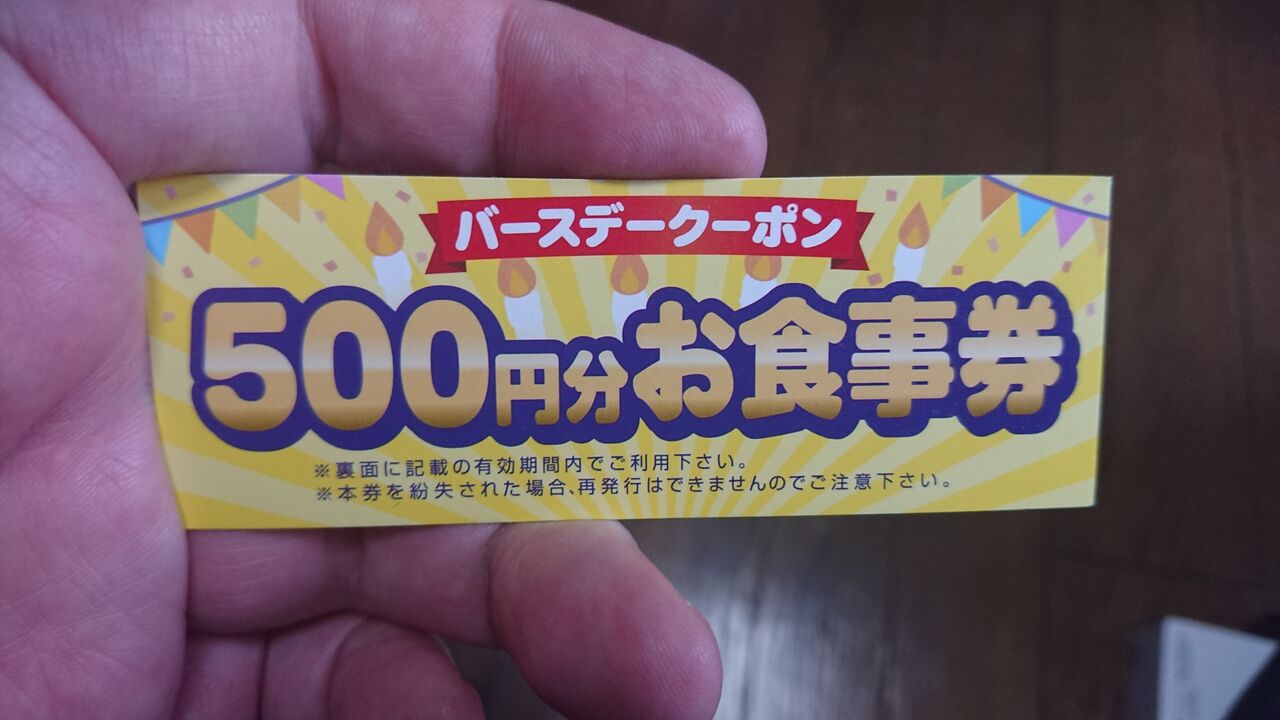 バースデークーポン
500円分お食事券
※裏面に記載の有効期間内でご利用下さい。
※本券を紛失された場合､再発行はできませんのでご注意下さい。